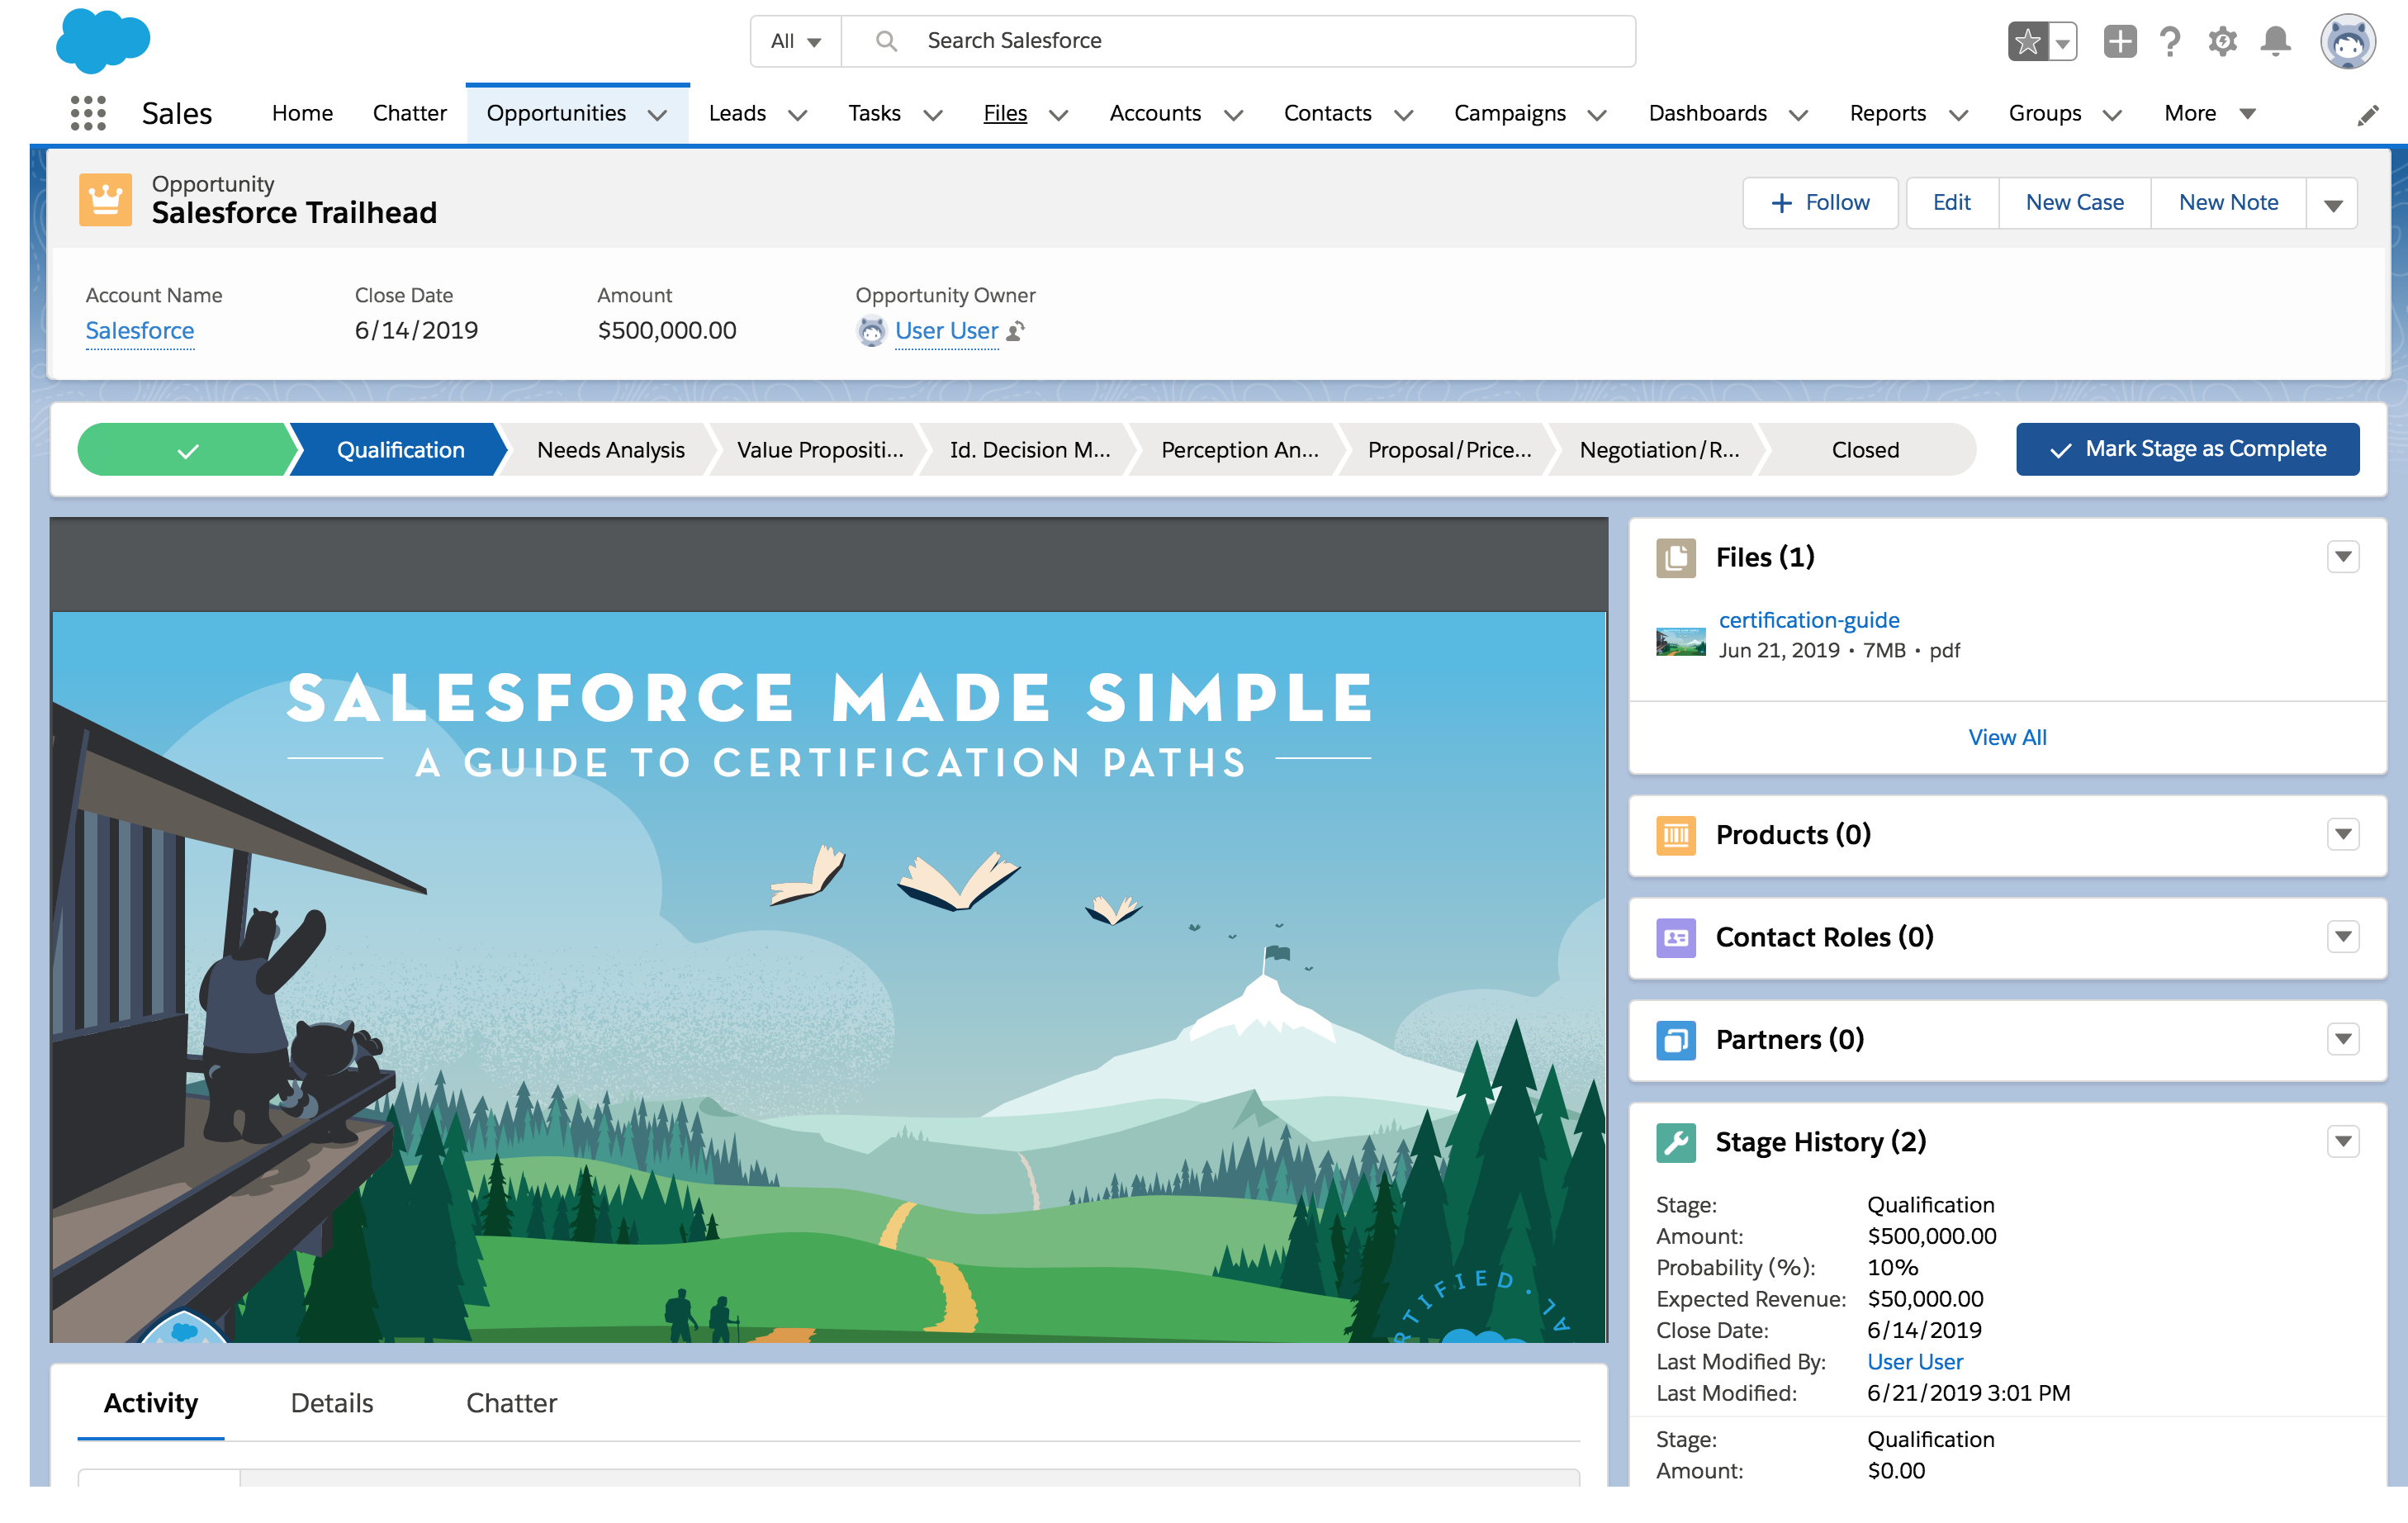 All
Search Salesforce
Sales
Home
Chatter
Opportunities
Leads
Tasks
Files
Accounts
Contacts
Campaigns
Dashboards
Reports
Groups
More
Opportunity
Salesforce Trailhead
Follow
Edit
New Case
New Note
Account Name
Close Date
Amount
Opportunity Owner
Salesforce
6/14/2019
$500,000.00
User User
Qualification
Needs Analysis
Value Propositi...
Id. Decision M...
Perception An...
Proposal/Price...
Negotiation/R...
Closed
Mark Stage as Complete
SALESFORCE MADE SIMPLE
A GUIDE TO CERTIFICATION PATHS
RTIFIED · AL
Activity
Details
Chatter
Files (1)
certification-guide
Jun 21, 2019 • 7MB • pdf
View All
Products (0)
Contact Roles (0)
Partners (0)
Stage History (2)
Stage: Qualification
Amount: $500,000.00
Probability (%): 10%
Expected Revenue: $50,000.00
Close Date: 6/14/2019
Last Modified By: User User
Last Modified: 6/21/2019 3:01 PM
Stage: Qualification
Amount: $0.00